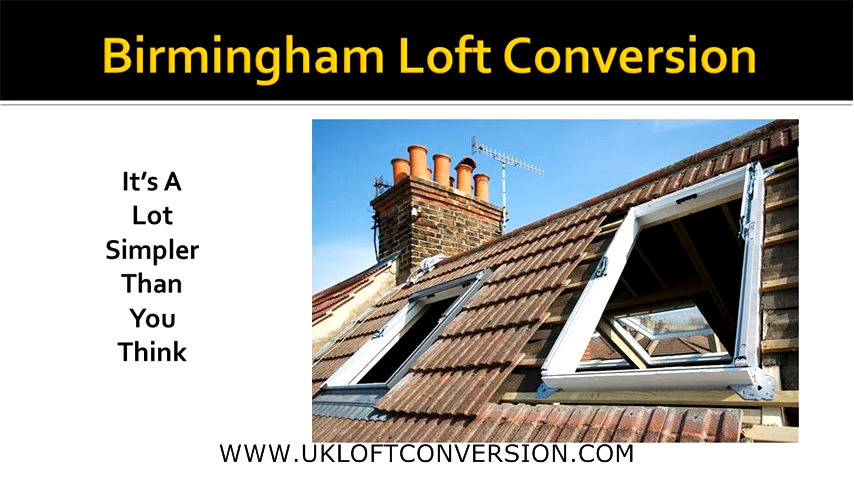 Birmingham Loft Conversion
It's A
Lot
Simpler
Than
You
Think
WWW.UKLOFTCONVERSION.COM